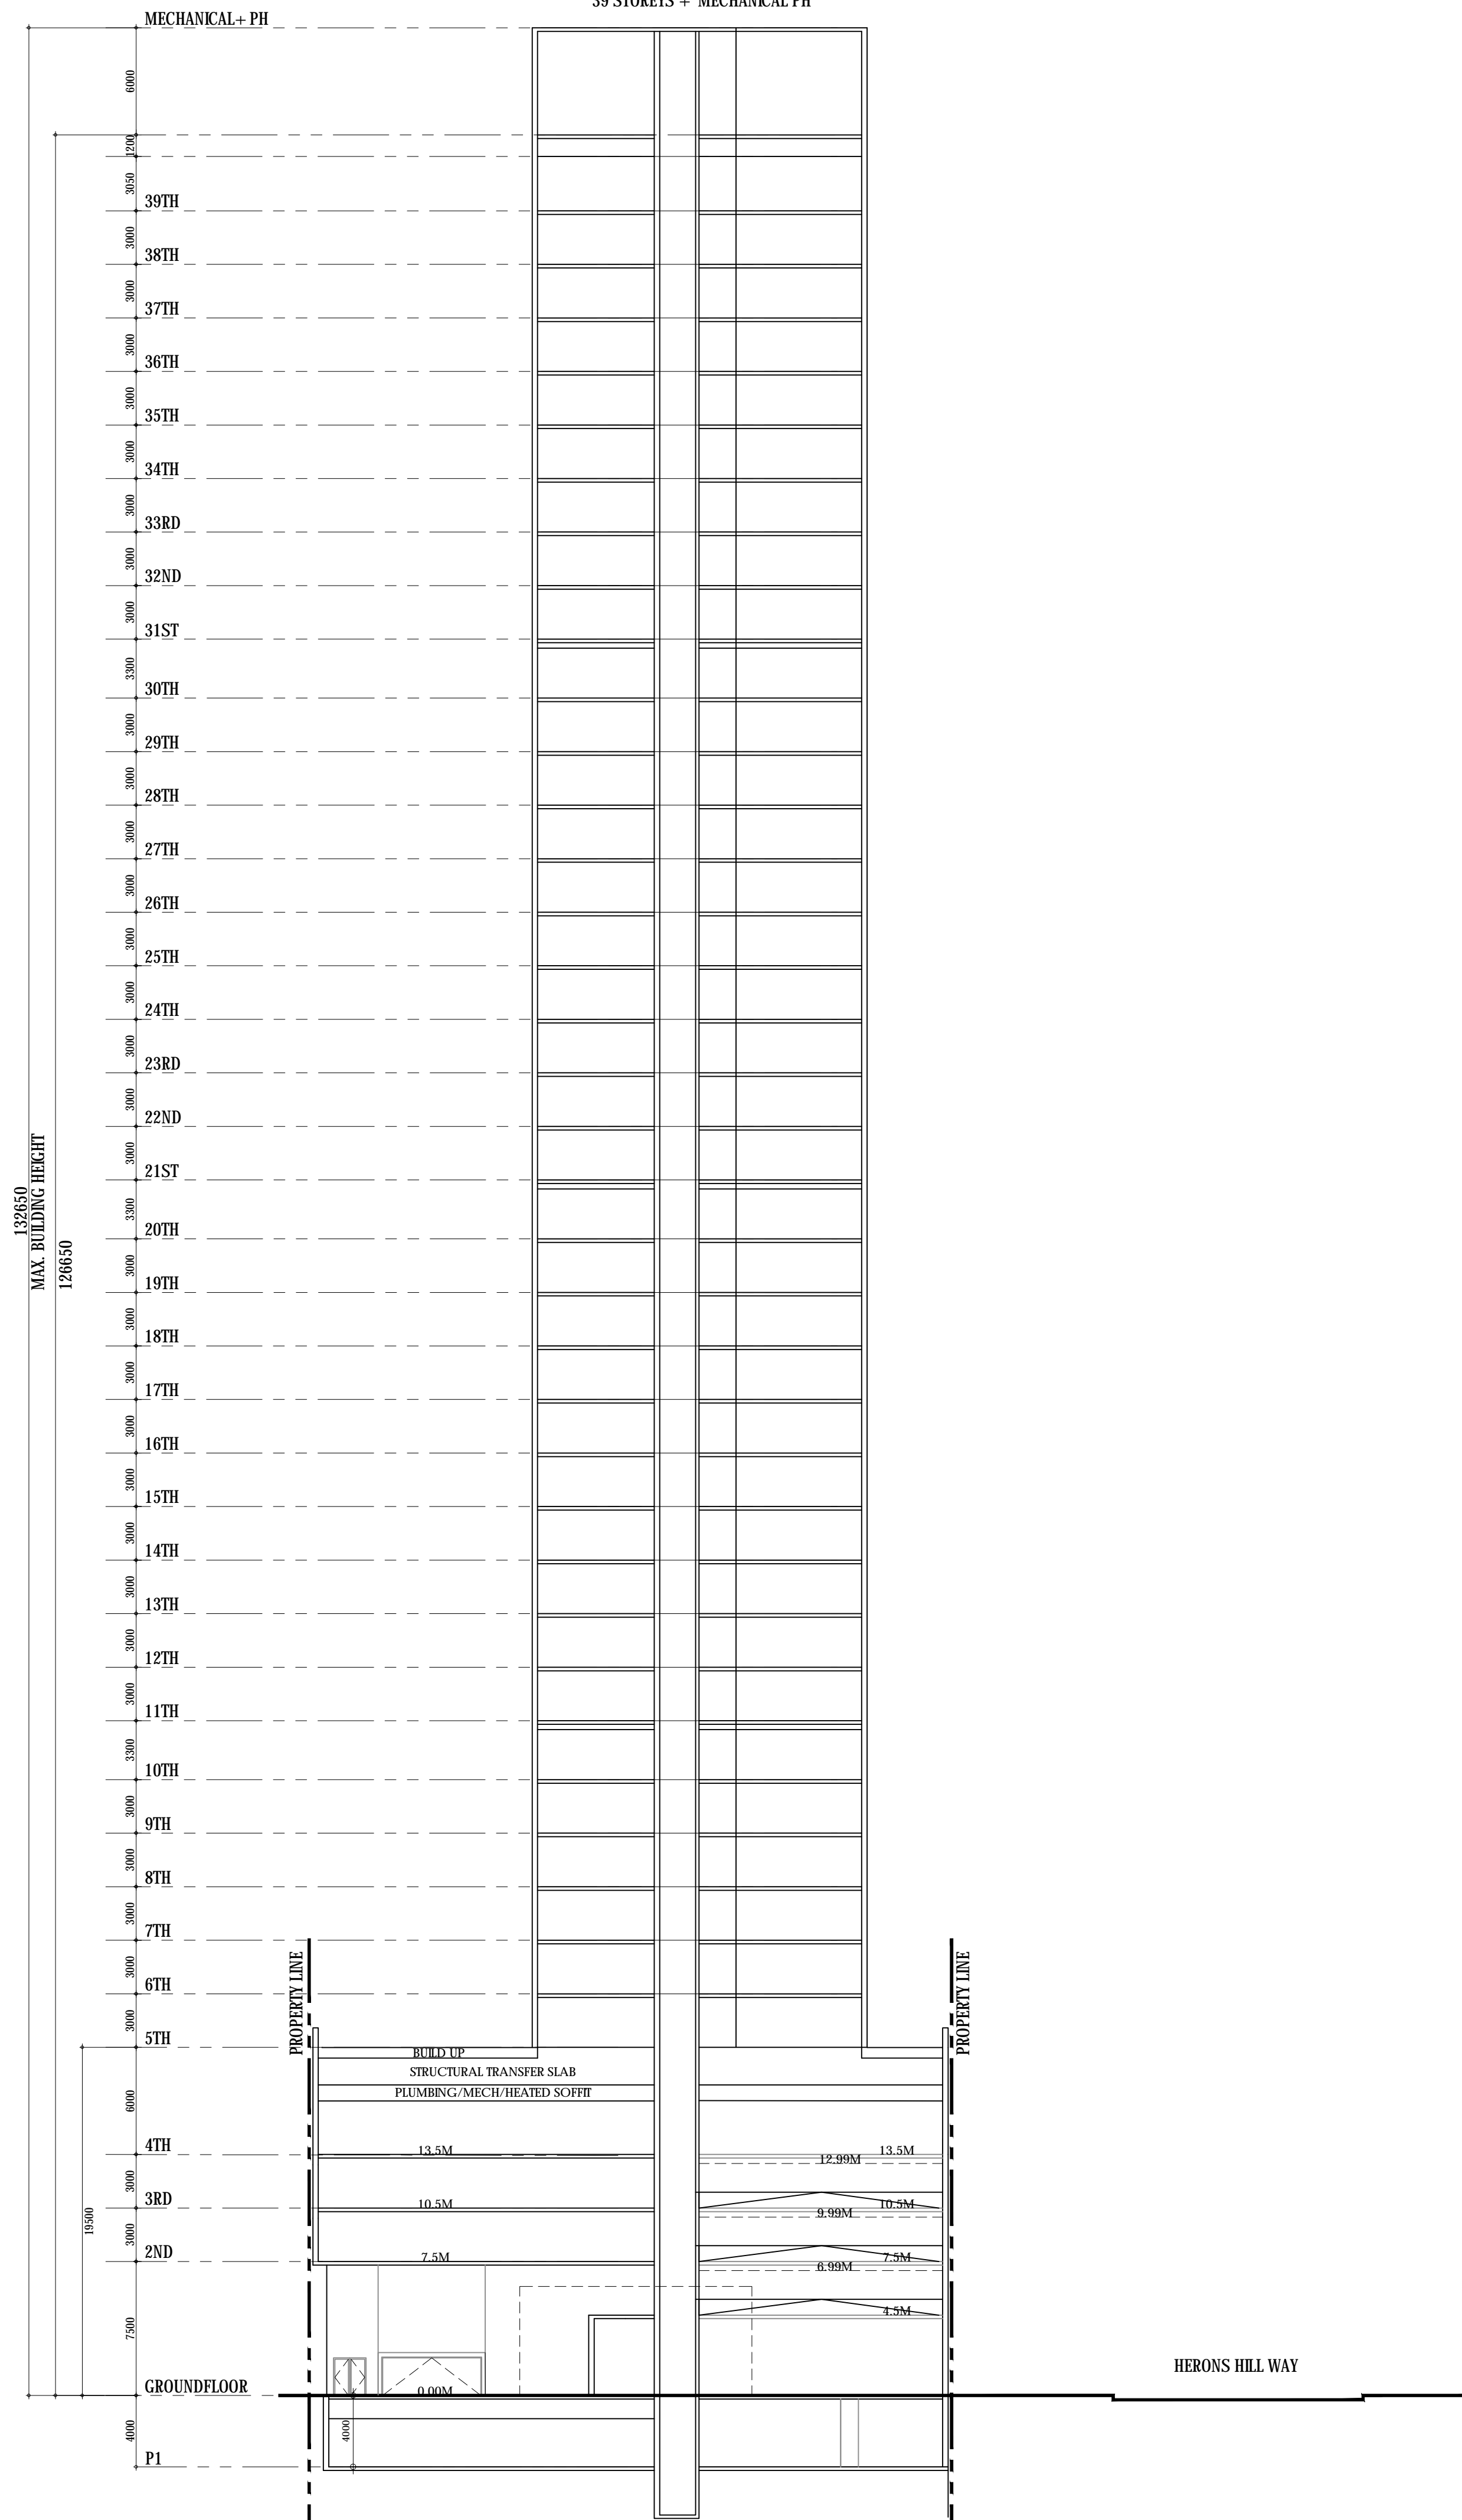 39 STOREYS + MECHANICAL PH
MECHANICAL+ PH
6000
1200
3050
39TH
3000
38TH
3000
37TH
3000
36TH
3000
35TH
3000
34TH
3000
33RD
3000
32ND
3000
31ST
3300
30TH
3000
29TH
3000
28TH
3000
27TH
3000
26TH
3000
25TH
3000
24TH
3000
23RD
3000
22ND
3000
21ST
3300
20TH
3000
19TH
3000
18TH
3000
17TH
3000
16TH
3000
15TH
3000
14TH
3000
13TH
3000
12TH
3000
11TH
3300
10TH
3000
9TH
3000
8TH
3000
7TH
3000
6TH
3000
5TH
6000
4TH
3000
3RD
3000
2ND
7500
GROUNDFLOOR
4000
P1
132650
MAX. BUILDING HEIGHT
126650
19500
PROPERTY LINE
PROPERTY LINE
BUILD UP
STRUCTURAL TRANSFER SLAB
PLUMBING/MECH/HEATED SOFFIT
13.5M
13.5M
12.99M
10.5M
10.5M
9.99M
7.5M
7.5M
6.99M
4.5M
0.00M
4000
HERONS HILL WAY